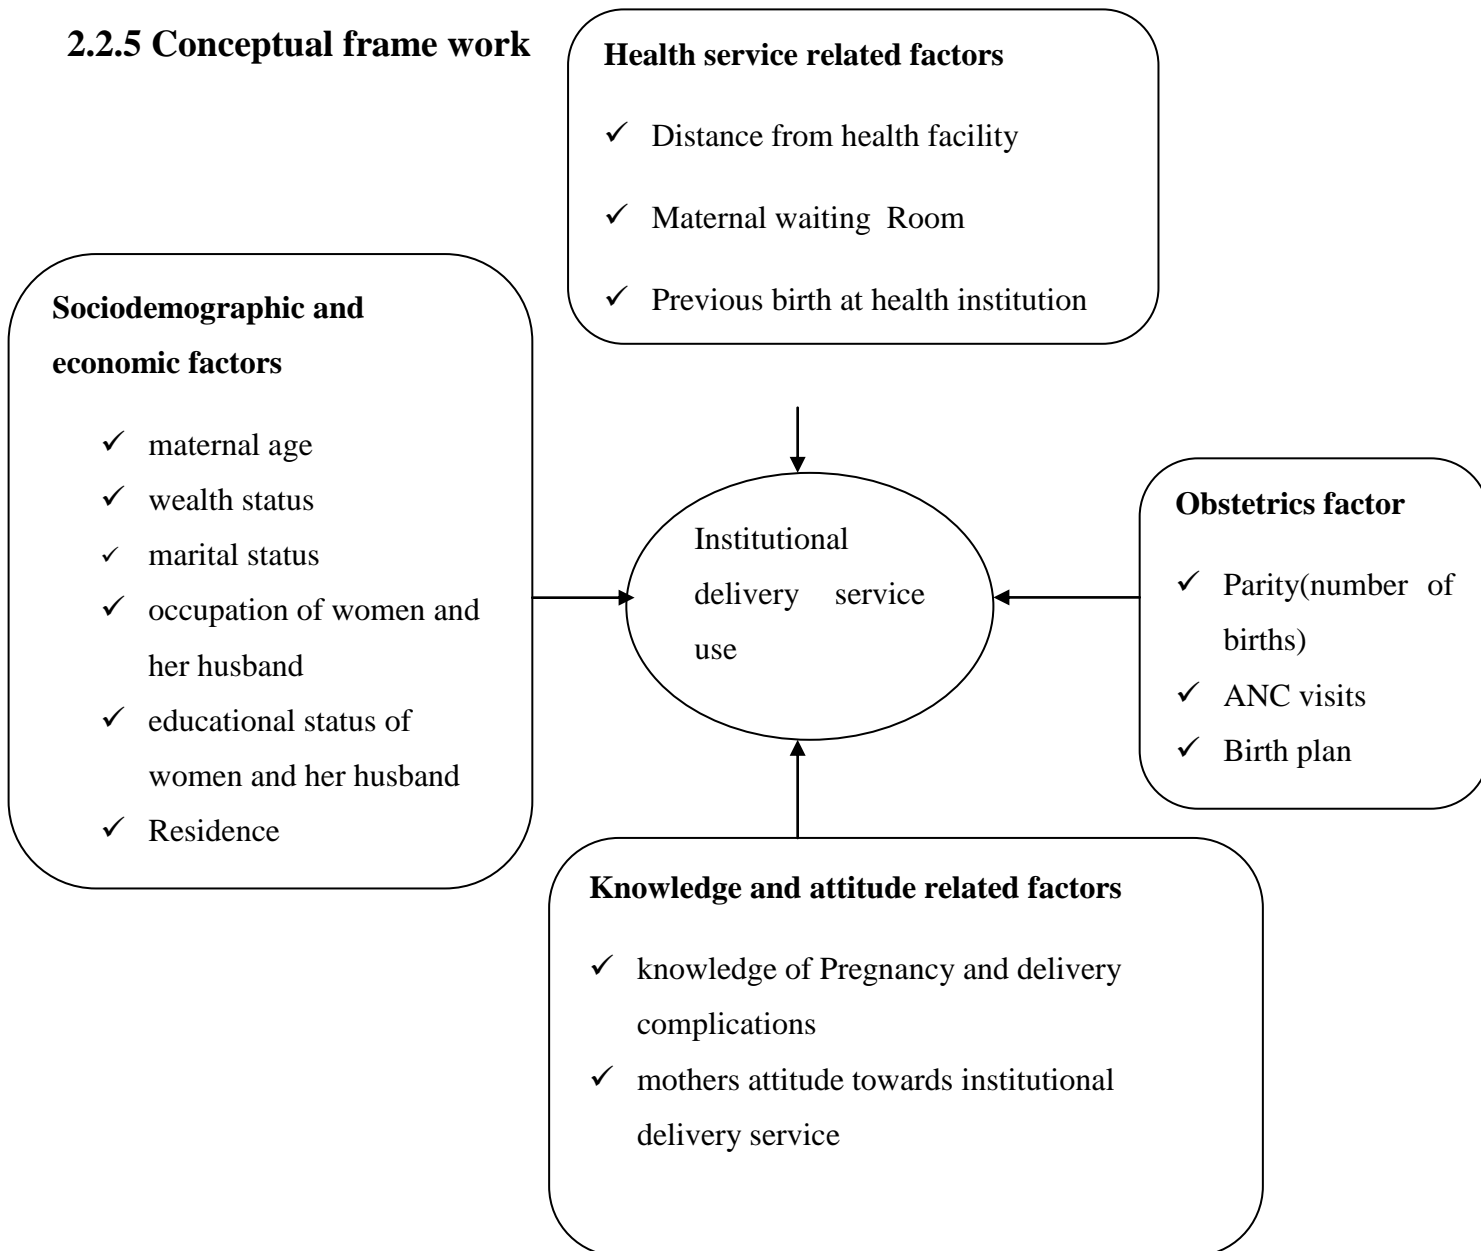 2.2.5 Conceptual frame work
Health service related factors
✓ Distance from health facility
✓ Maternal waiting Room
✓ Previous birth at health institution
Sociodemographic and
economic factors
✓ maternal age
✓ wealth status
✓ marital status
✓ occupation of women and
her husband
✓ educational status of
women and her husband
✓ Residence
Institutional
delivery service
use
Obstetrics factor
✓ Parity(number of
births)
✓ ANC visits
✓ Birth plan
Knowledge and attitude related factors
✓ knowledge of Pregnancy and delivery
complications
✓ mothers attitude towards institutional
delivery service